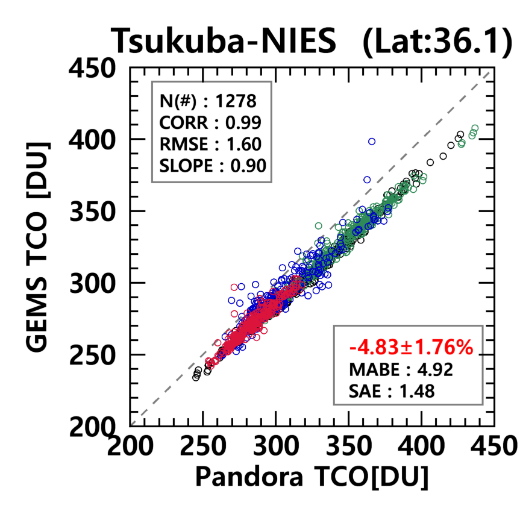 Tsukuba-NIES (Lat:36.1)
450
N(#) : 1278
CORR : 0.99
RMSE : 1.60
SLOPE : 0.90
400
350
GEMS TCO [DU]
300
-4.83±1.76%
MABE : 4.92
SAE : 1.48
250
200
200 250 300 350 400 450
Pandora TCO[DU]